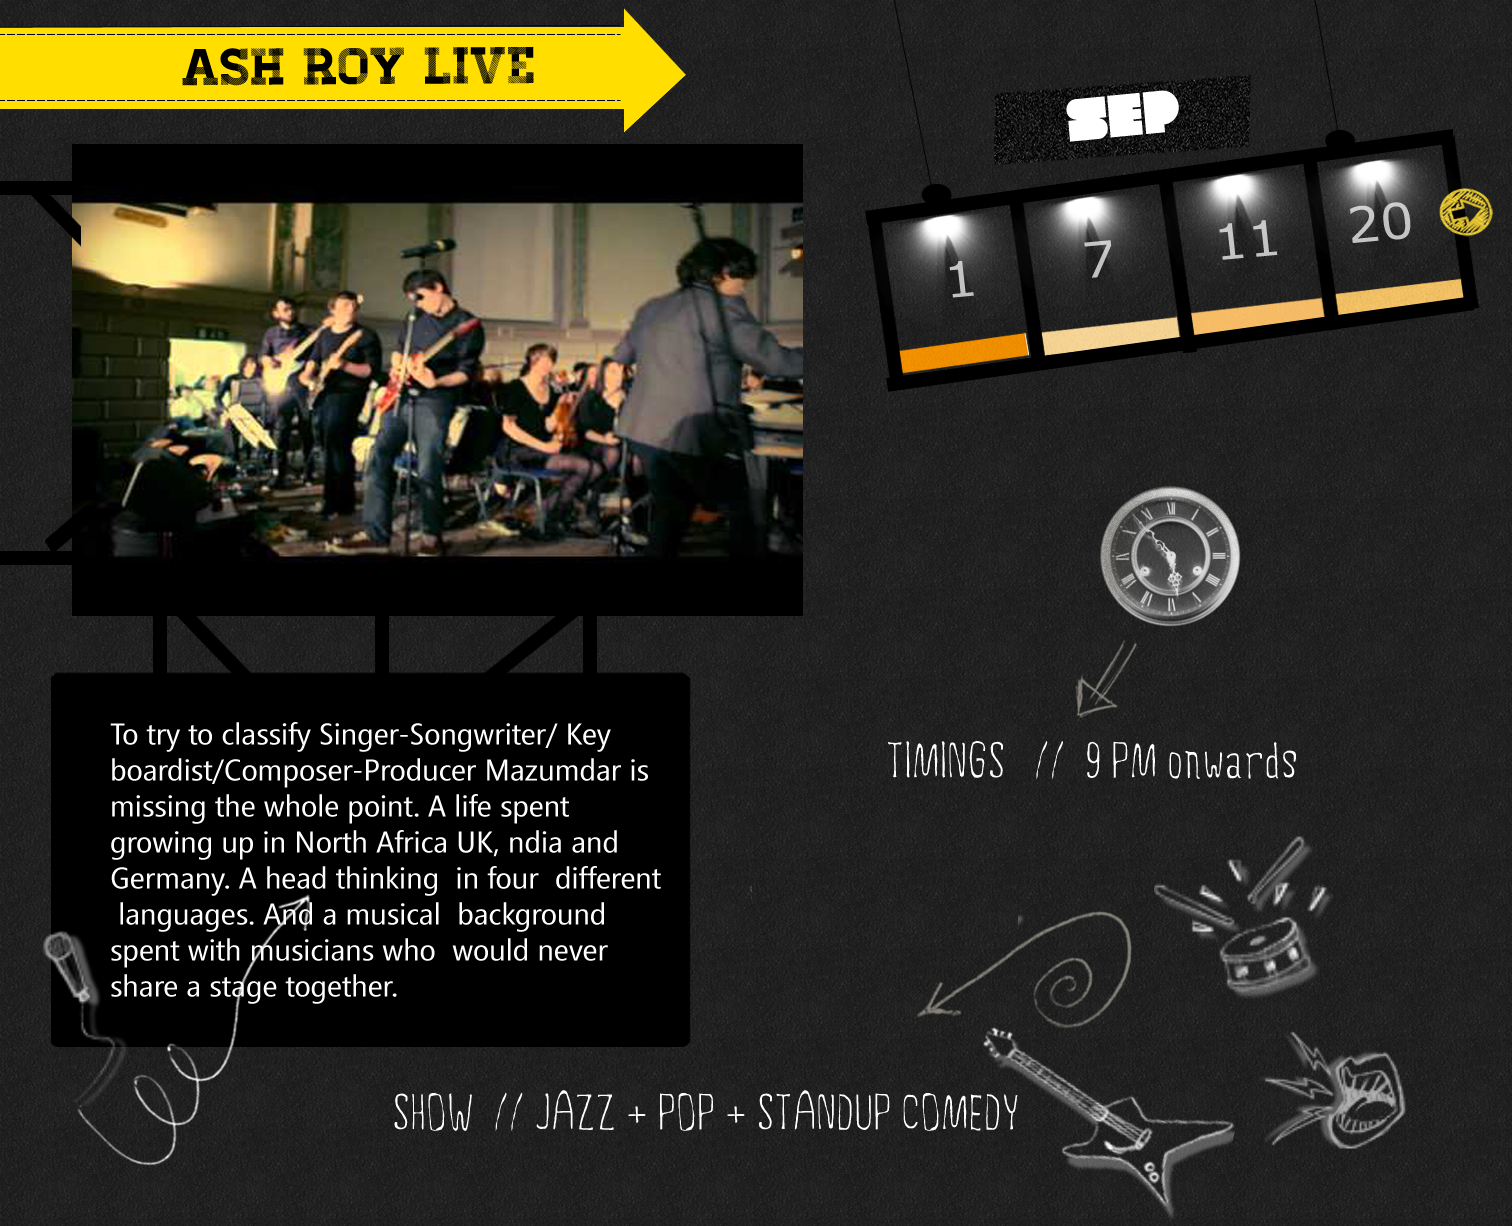 ASH ROY LIVE
SEP
1 7 11 20
To try to classify Singer-Songwriter/ Key
boardist/Composer-Producer Mazumdar is
missing the whole point. A life spent
growing up in North Africa UK, ndia and
Germany. A head thinking in four different
languages. And a musical background
spent with musicians who would never
share a stage together.
TIMINGS // 9 PM onwards
SHOW // JAZZ + POP + STANDUP COMEDY